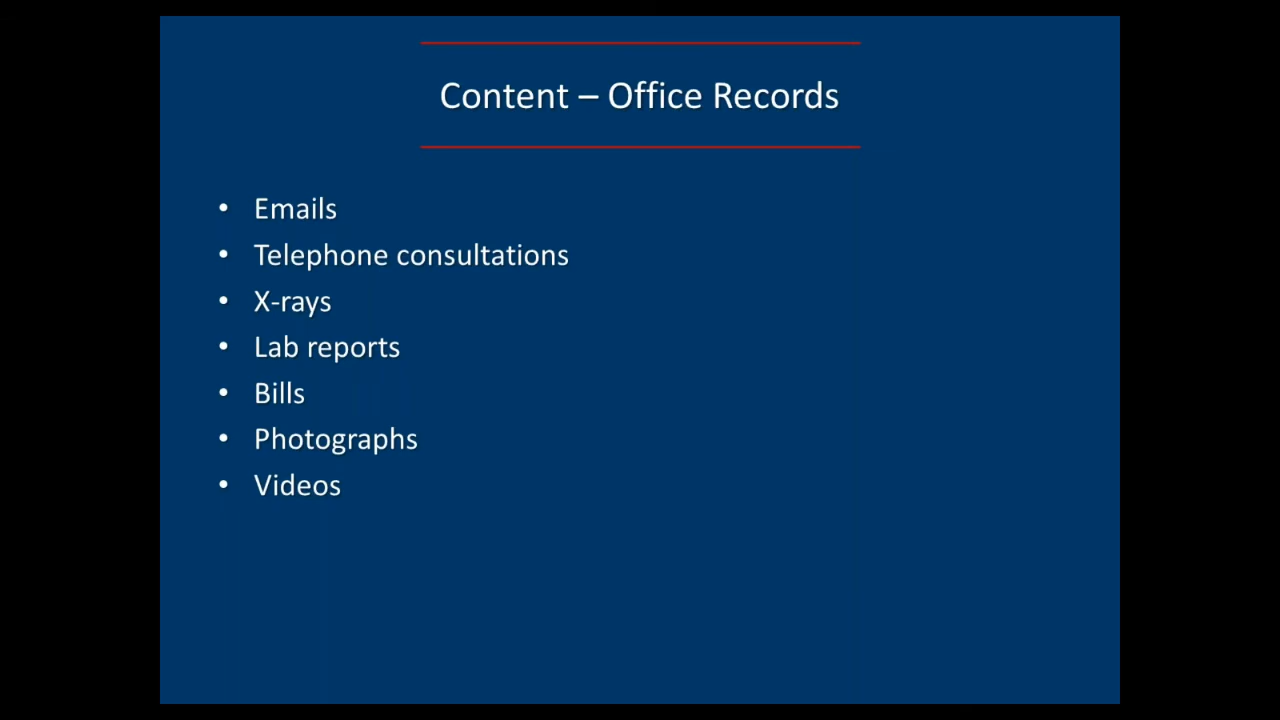 Content – Office Records
• Emails
• Telephone consultations
• X-rays
• Lab reports
• Bills
• Photographs
• Videos